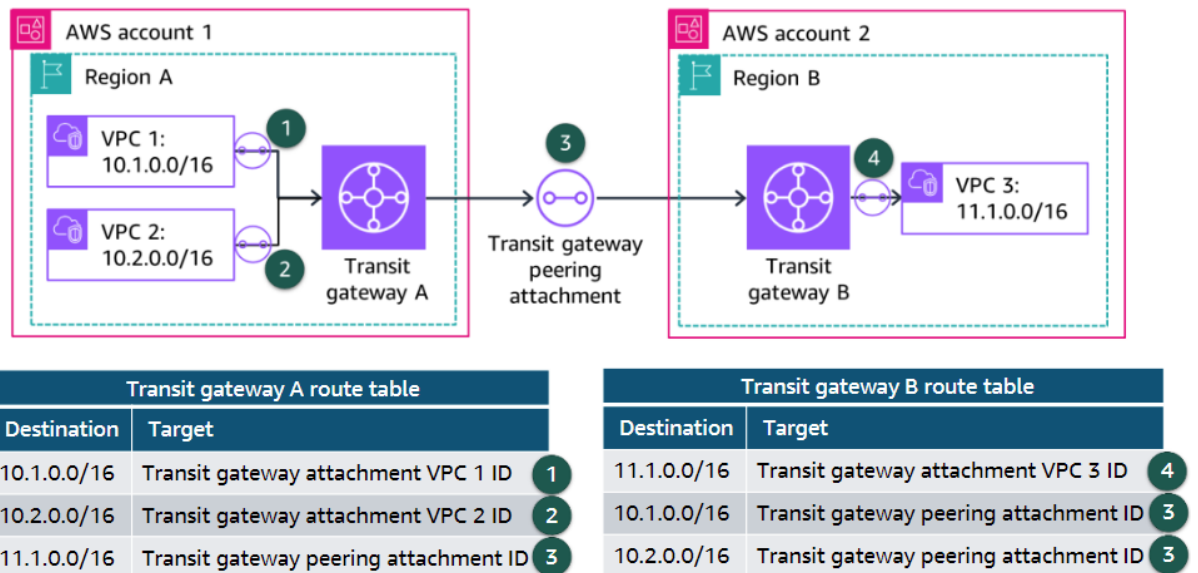 AWS account 1
AWS account 2
Region A
Region B
1
VPC 1:
10.1.0.0/16
3
4
VPC 3:
11.1.0.0/16
VPC 2:
10.2.0.0/16
2
Transit
gateway A
Transit gateway
peering
attachment
Transit
gateway B
Transit gateway A route table
Destination Target
10.1.0.0/16 Transit gateway attachment VPC 1 ID 1
10.2.0.0/16 Transit gateway attachment VPC 2 ID 2
11.1.0.0/16 Transit gateway peering attachment ID 3
Transit gateway B route table
Destination Target
11.1.0.0/16 Transit gateway attachment VPC 3 ID 4
10.1.0.0/16 Transit gateway peering attachment ID 3
10.2.0.0/16 Transit gateway peering attachment ID 3